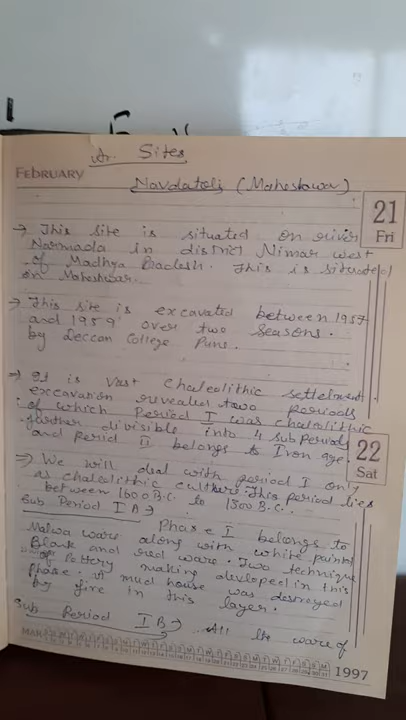 Ar. Sites
FEBRUARY
Navdatoli (Maheshwar)
21
Fri
→ This site is situated on river
Narmada in district Nimar west
of Madhya Pradesh. This is situated
on Maheshwar.
→ This site is excavated between 1957
and 1959 over two seasons.
by Deccan College Pune.
→ It is vast chalcolithic settelment
excavation revealed two periods
of which Period I was chalcolithic
further divisible into 4 sub periods
and period II belongs to Iron age.
22
Sat
→ We will deal with period I only
as chalcolithic culture. This period lies
between 1600 B.C. to 1300 B.C..
Sub Period I A →
Phase I belongs to
Malwa ware along with white painted
Black and red ware. Two technique
of pottery making developed in this
phase. mud house was destroyed
by fire in this layer.
Sub Period I B → All the ware of
1997